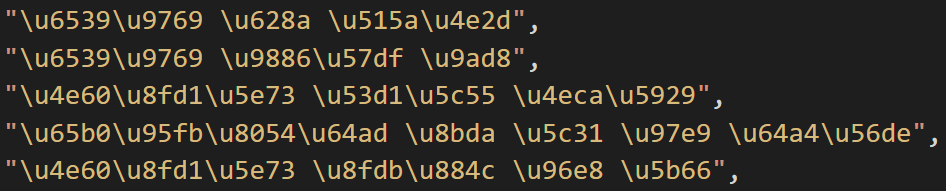 "\u6539\u9769 \u628a \u515a\u4e2d",
"\u6539\u9769 \u9886\u57df \u9ad8",
"\u4e60\u8fd1\u5e73 \u53d1\u5c55 \u4eca\u5929",
"\u65b0\u95fb\u8054\u64ad \u8bda \u5c31 \u97e9 \u64a4\u56de",
"\u4e60\u8fd1\u5e73 \u8fdb\u884c \u96e8 \u5b66",